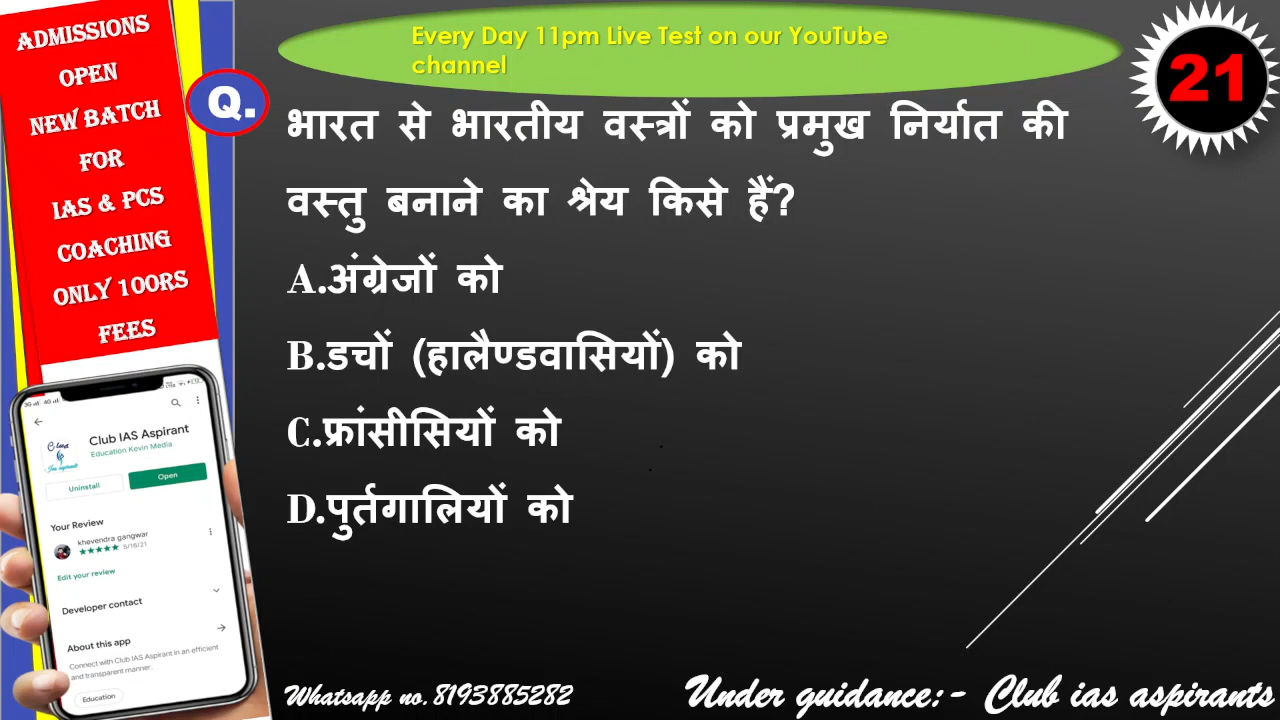 ADMISSIONS
OPEN
NEW BATCH
FOR
IAS & PCS
COACHING
ONLY 100RS
FEES
Every Day 11pm Live Test on our YouTube
channel
21
Q.
भारत से भारतीय वस्त्रों को प्रमुख निर्यात की
वस्तु बनाने का श्रेय किसे हैं?
A.अंग्रेजों को
B.डचों (हालैण्डवासियों) को
C.फ्रांसीसियों को
D.पुर्तगालियों को
Club IAS Aspirant
Education Kevin Media
Uninstall
Open
Your Review
khevendra gangwar
★★★★★ 5/16/21
Edit your review
Developer contact
About this app
Connect with Club IAS Aspirant in an efficient
and transparent manner.
Education
Whatsapp no. 8193885282
Under guidance:- Club ias aspirants